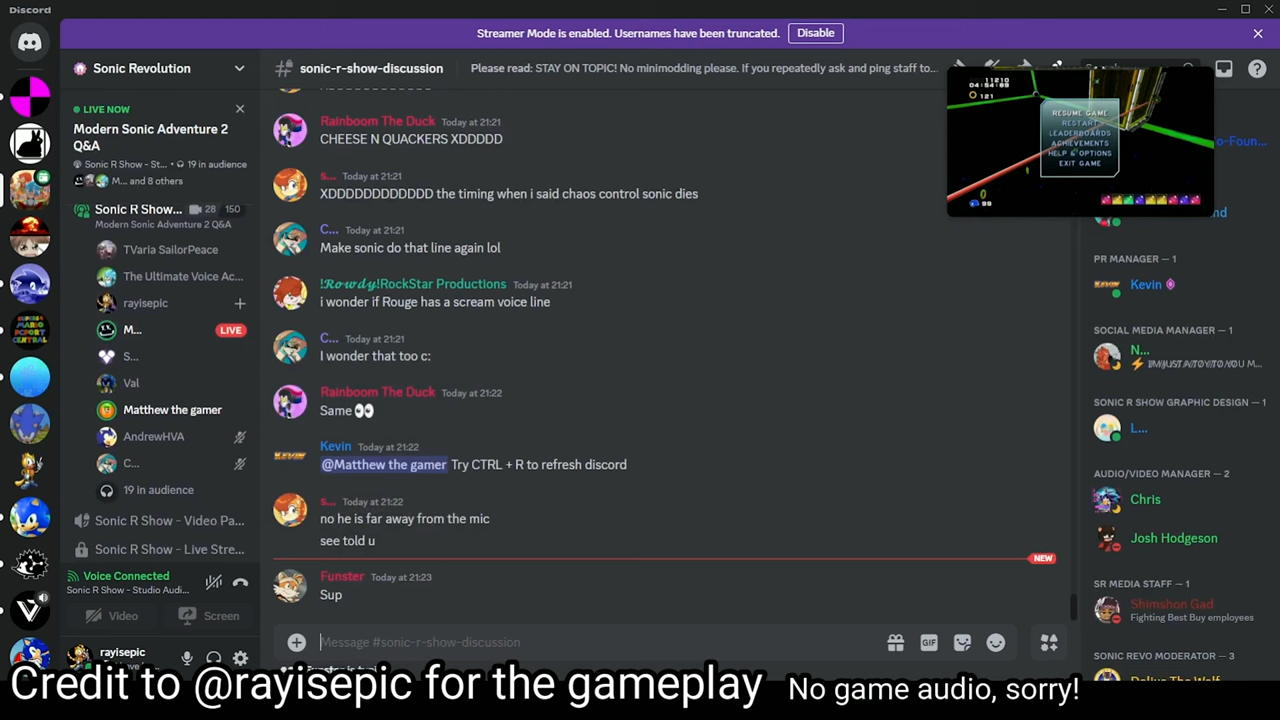 Discord
Streamer Mode is enabled. Usernames have been truncated.
Disable
Sonic Revolution
sonic-r-show-discussion
Please read: STAY ON TOPIC! No minimodding please. If you repeatedly ask and ping staff to...
LIVE NOW
Modern Sonic Adventure 2
Q&A
Sonic R Show - St...
19 in audience
M... and 8 others
Sonic R Show...
28
150
Modern Sonic Adventure 2 Q&A
TVaria SailorPeace
The Ultimate Voice Ac...
rayisepic
M...
LIVE
S...
Val
Matthew the gamer
AndrewHVA
C...
19 in audience
Sonic R Show - Video Pa...
Sonic R Show - Live Stre...
Voice Connected
Sonic R Show - Studio Audi...
Video
Screen
rayisepic
Rainboom The Duck Today at 21:21
CHEESE N QUACKERS XDDDDD
s... Today at 21:21
XDDDDDDDDDDDD the timing when i said chaos control sonic dies
C... Today at 21:21
Make sonic do that line again lol
!𝓡𝓸𝔀𝓭𝔂!RockStar Productions Today at 21:21
i wonder if Rouge has a scream voice line
C... Today at 21:21
I wonder that too c:
Rainboom The Duck Today at 21:22
Same 👀
Kevin Today at 21:22
@Matthew the gamer Try CTRL + R to refresh discord
s... Today at 21:22
no he is far away from the mic
see told u
NEW
Funster Today at 21:23
Sup
Message #sonic-r-show-discussion
GIF
11210
04:54:69
121
RESUME GAME
RESTART
LEADERBOARDS
ACHIEVEMENTS
HELP & OPTIONS
EXIT GAME
99
o-Foun...
PR MANAGER — 1
Kevin
SOCIAL MEDIA MANAGER — 1
N...
SONIC R SHOW GRAPHIC DESIGN — 1
L...
AUDIO/VIDEO MANAGER — 2
Chris
Josh Hodgeson
SR MEDIA STAFF — 1
Shimshon Gad
Fighting Best Buy employees
SONIC REVO MODERATOR — 3
Credit to @rayisepic for the gameplay
No game audio, sorry!